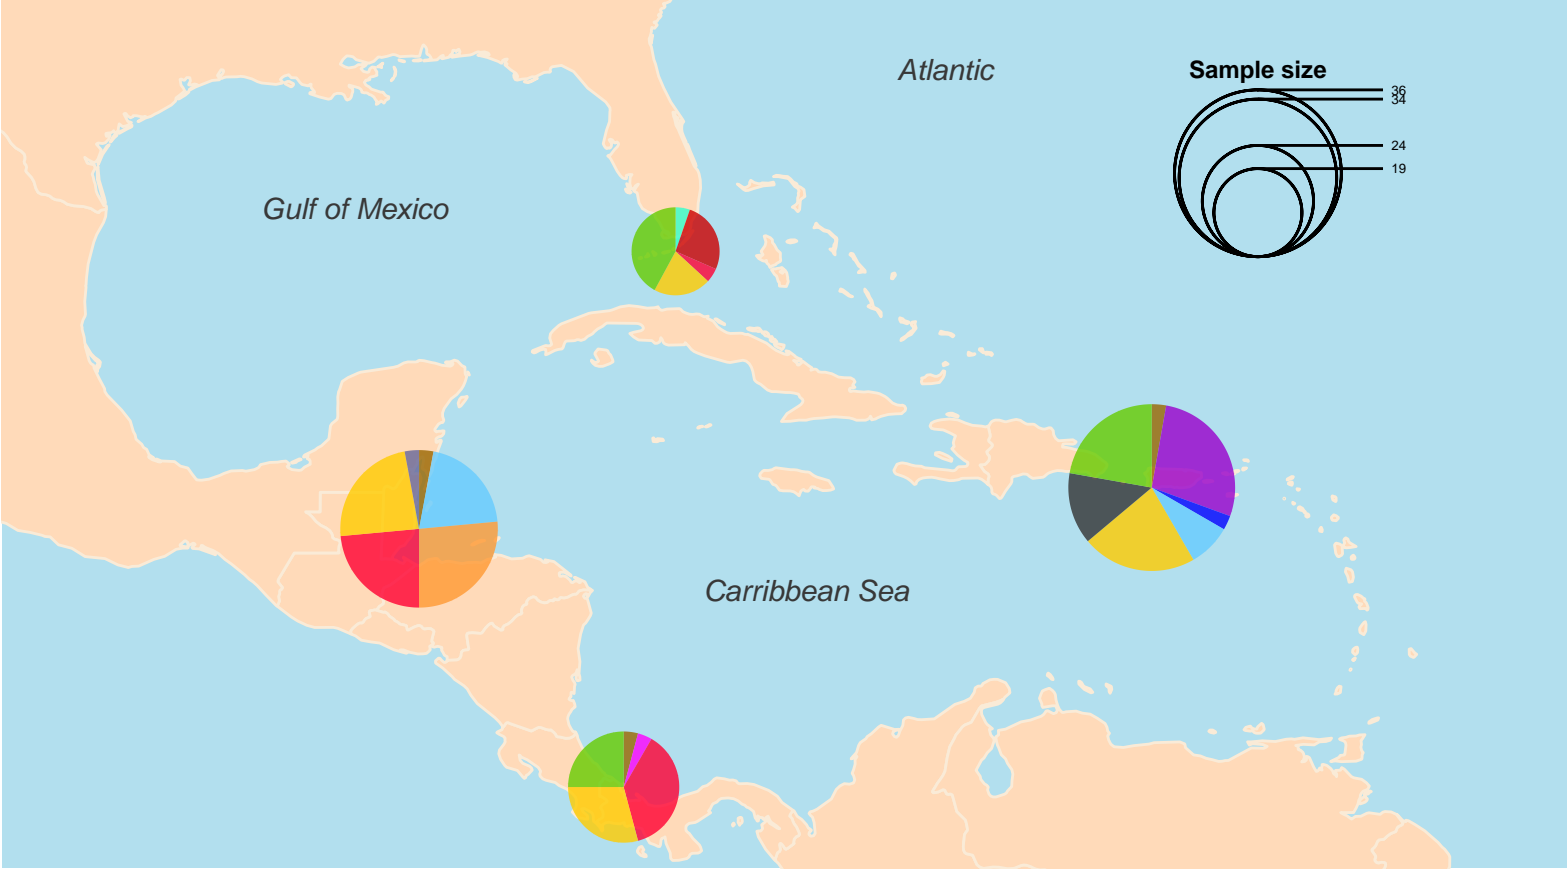 Atlantic
Sample size
36
34
24
19
Gulf of Mexico
Carribbean Sea